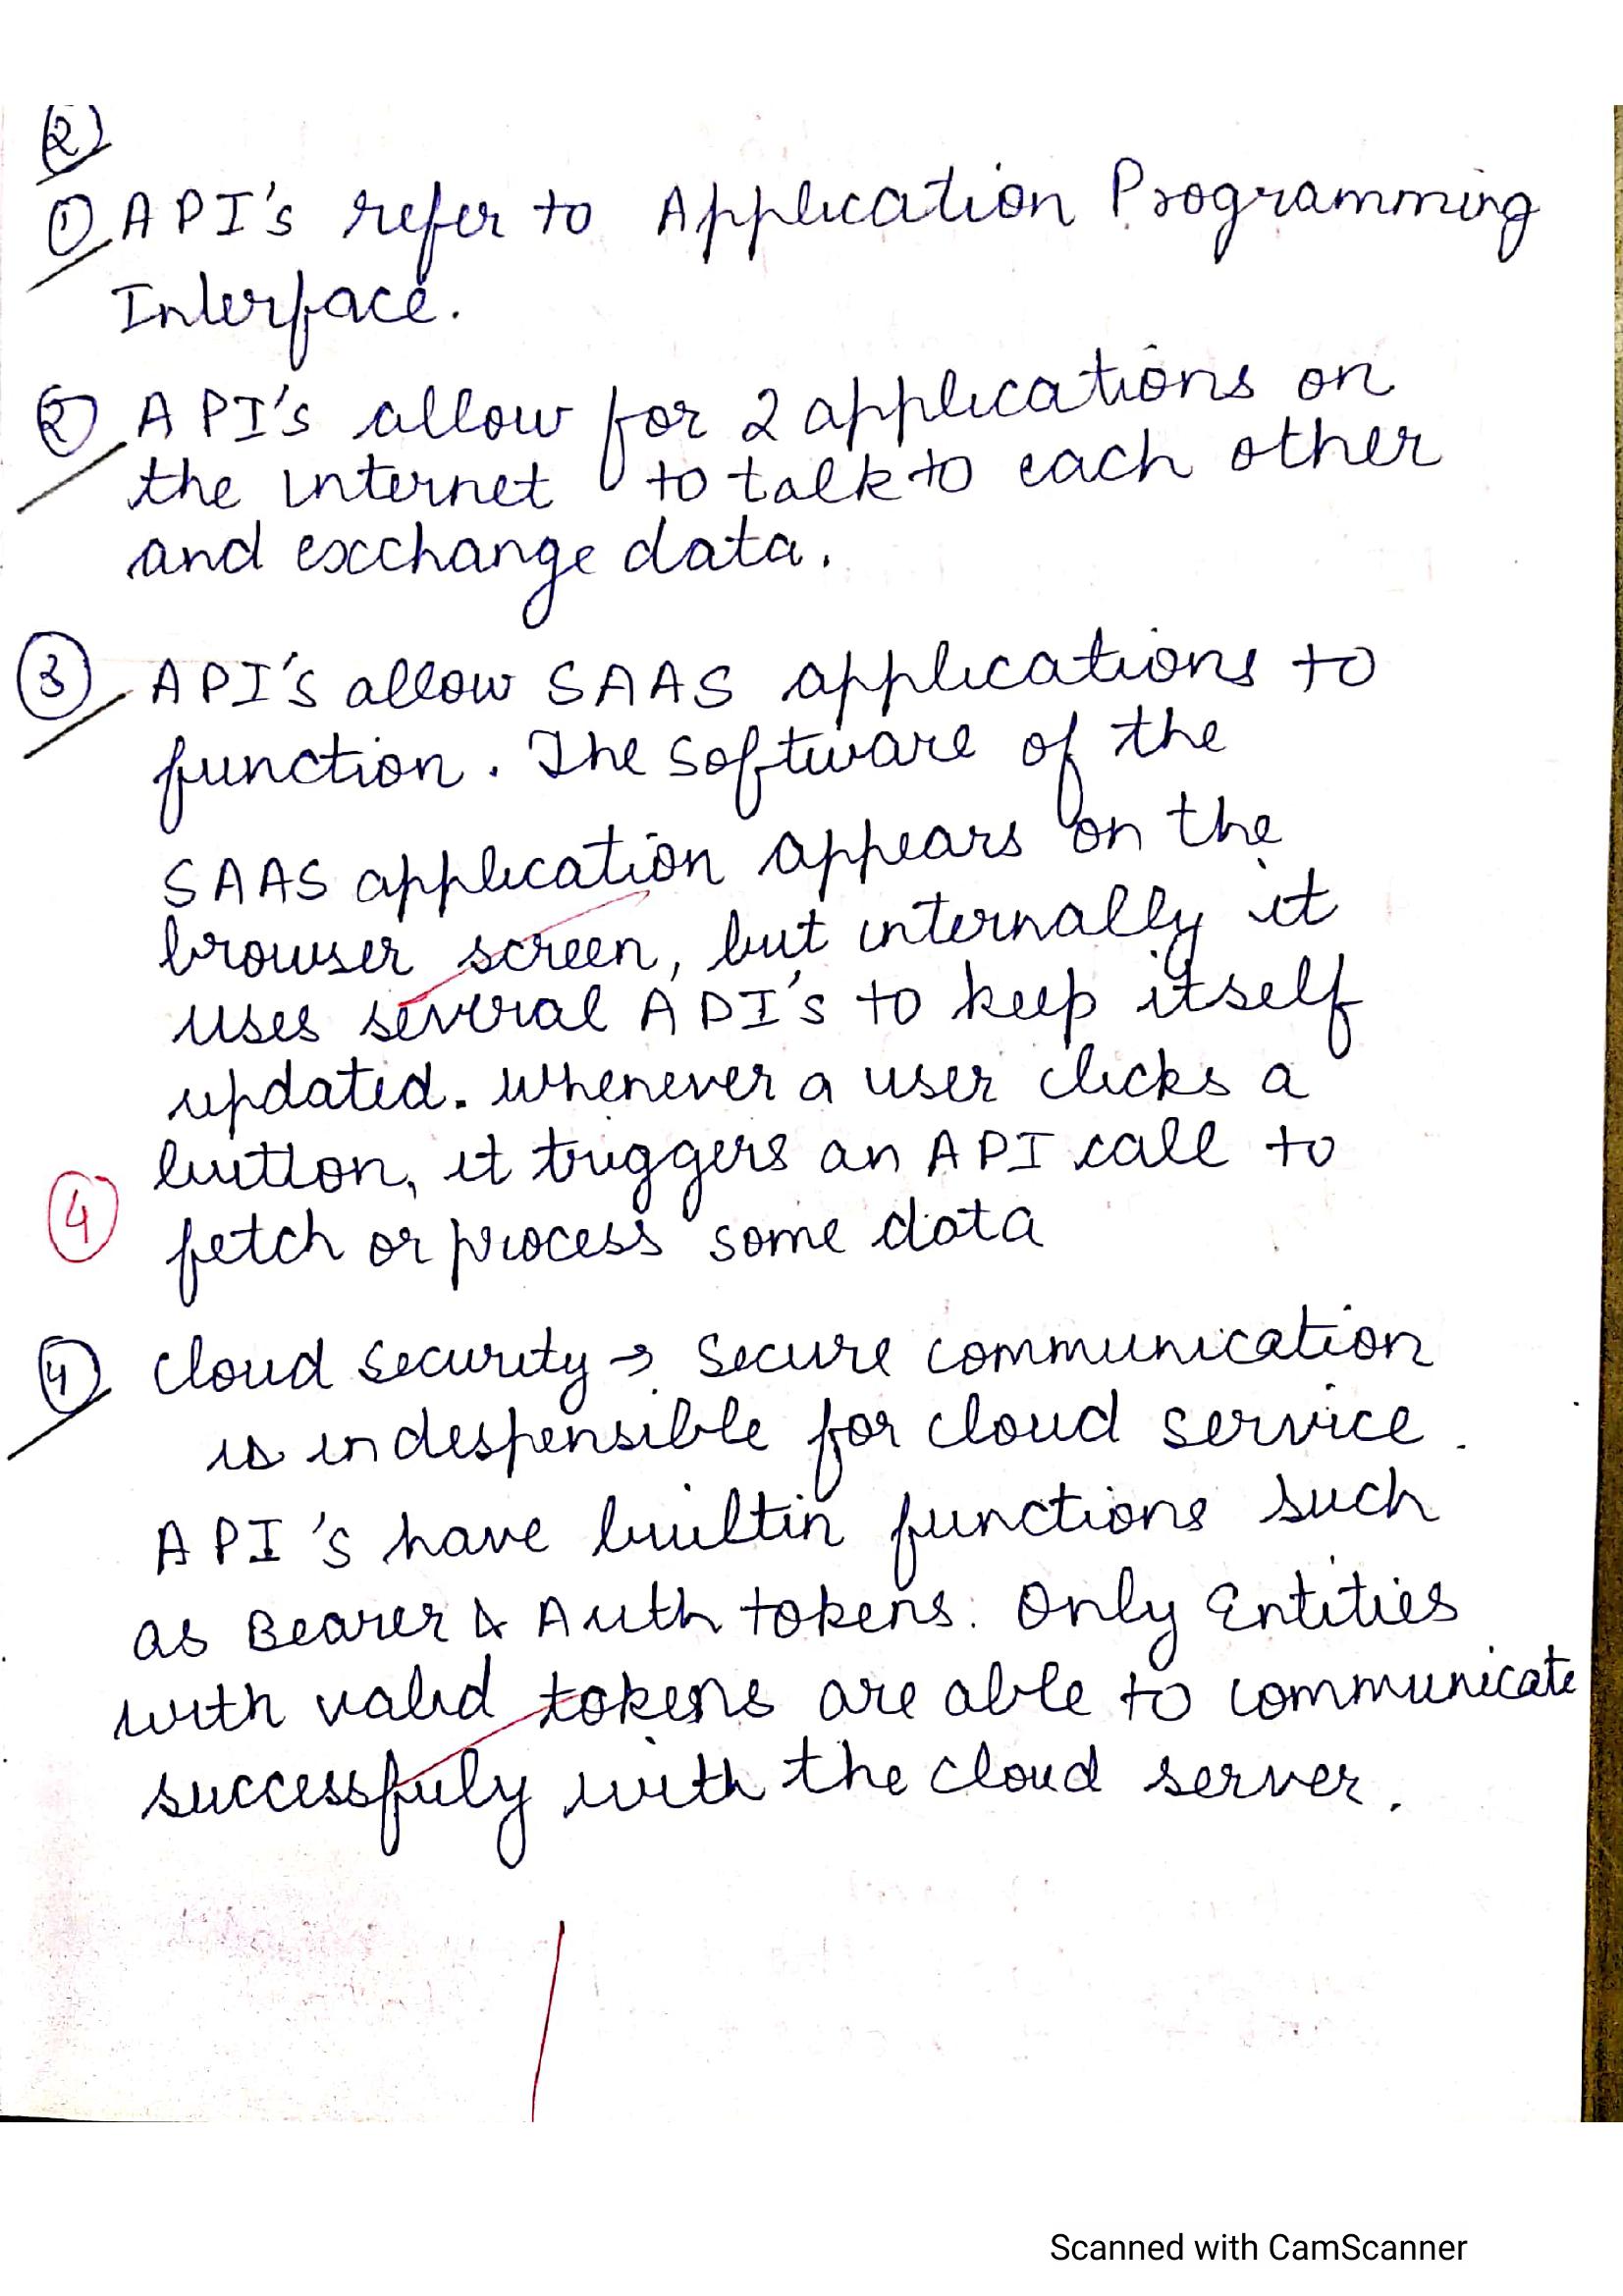 2)
① API's refer to Application Programming
Interface.
② API's allow for 2 applications on
the internet to talk to each other
and exchange data.
③ API's allow SAAS applications to
function. The software of the
SAAS application appears on the
browser screen, but internally it
uses several API's to keep itself
updated. Whenever a user clicks a
button, it triggers an API call to
④ fetch or process some data
④ Cloud Security → Secure communication
is indespensible for cloud service.
API's have builtin functions such
as Bearer & Auth tokens. Only Entities
with valid tokens are able to communicate
successfuly with the cloud server.
Scanned with CamScanner